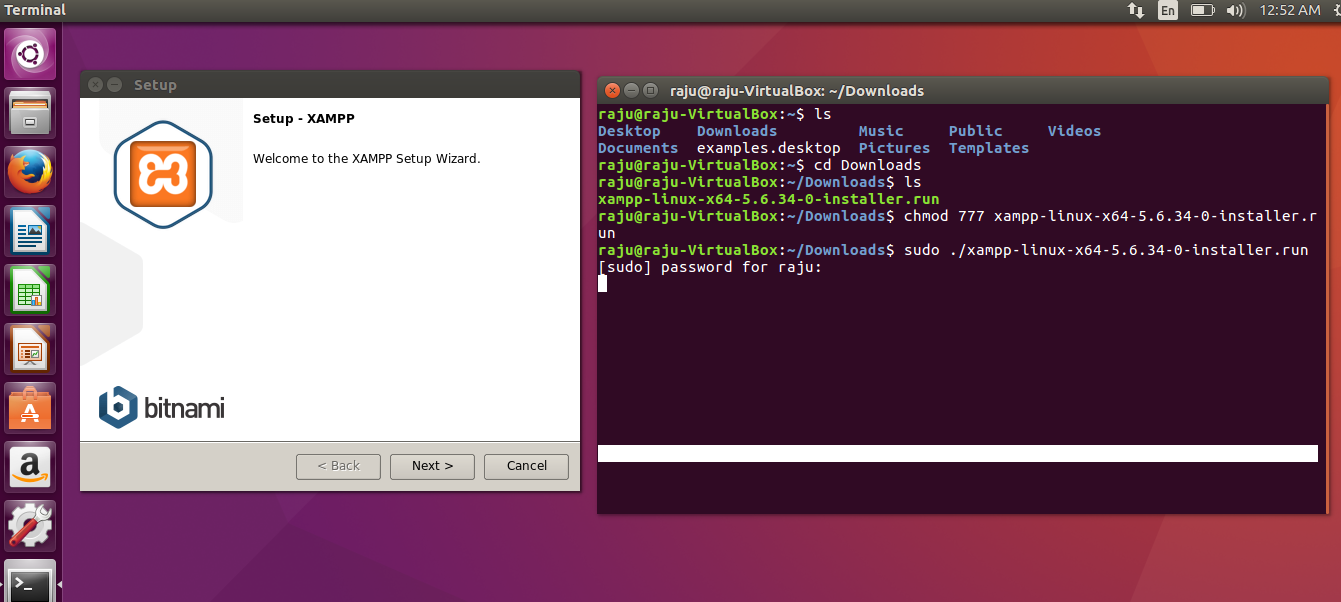 Terminal
En
12:52 AM
Setup
Setup - XAMPP
Welcome to the XAMPP Setup Wizard.
bitnami
< Back
Next >
Cancel
raju@raju-VirtualBox: ~/Downloads
raju@raju-VirtualBox:~$ ls
Desktop Downloads Music Public Videos
Documents examples.desktop Pictures Templates
raju@raju-VirtualBox:~$ cd Downloads
raju@raju-VirtualBox:~/Downloads$ ls
xampp-linux-x64-5.6.34-0-installer.run
raju@raju-VirtualBox:~/Downloads$ chmod 777 xampp-linux-x64-5.6.34-0-installer.r
un
raju@raju-VirtualBox:~/Downloads$ sudo ./xampp-linux-x64-5.6.34-0-installer.run
[sudo] password for raju: